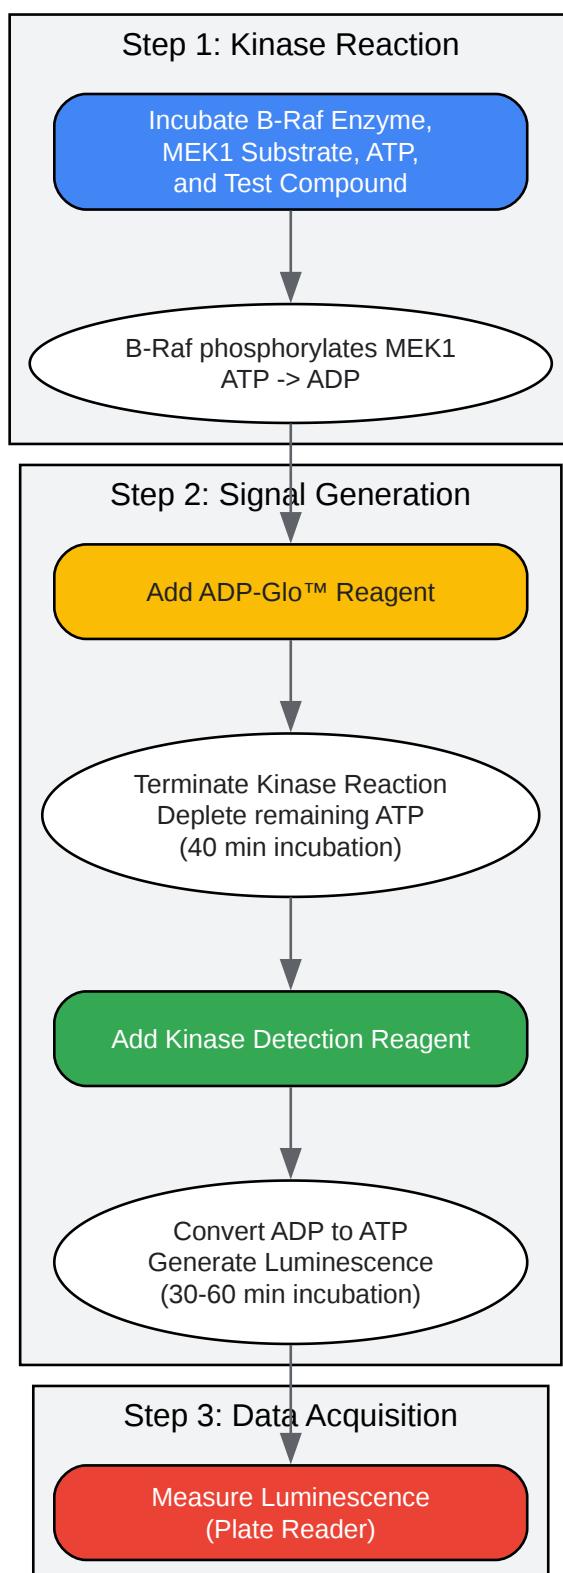 Step 1: Kinase Reaction
Incubate B-Raf Enzyme,
MEK1 Substrate, ATP,
and Test Compound
B-Raf phosphorylates MEK1
ATP -> ADP
Step 2: Signal Generation
Add ADP-Glo™ Reagent
Terminate Kinase Reaction
Deplete remaining ATP
(40 min incubation)
Add Kinase Detection Reagent
Convert ADP to ATP
Generate Luminescence
(30-60 min incubation)
Step 3: Data Acquisition
Measure Luminescence
(Plate Reader)